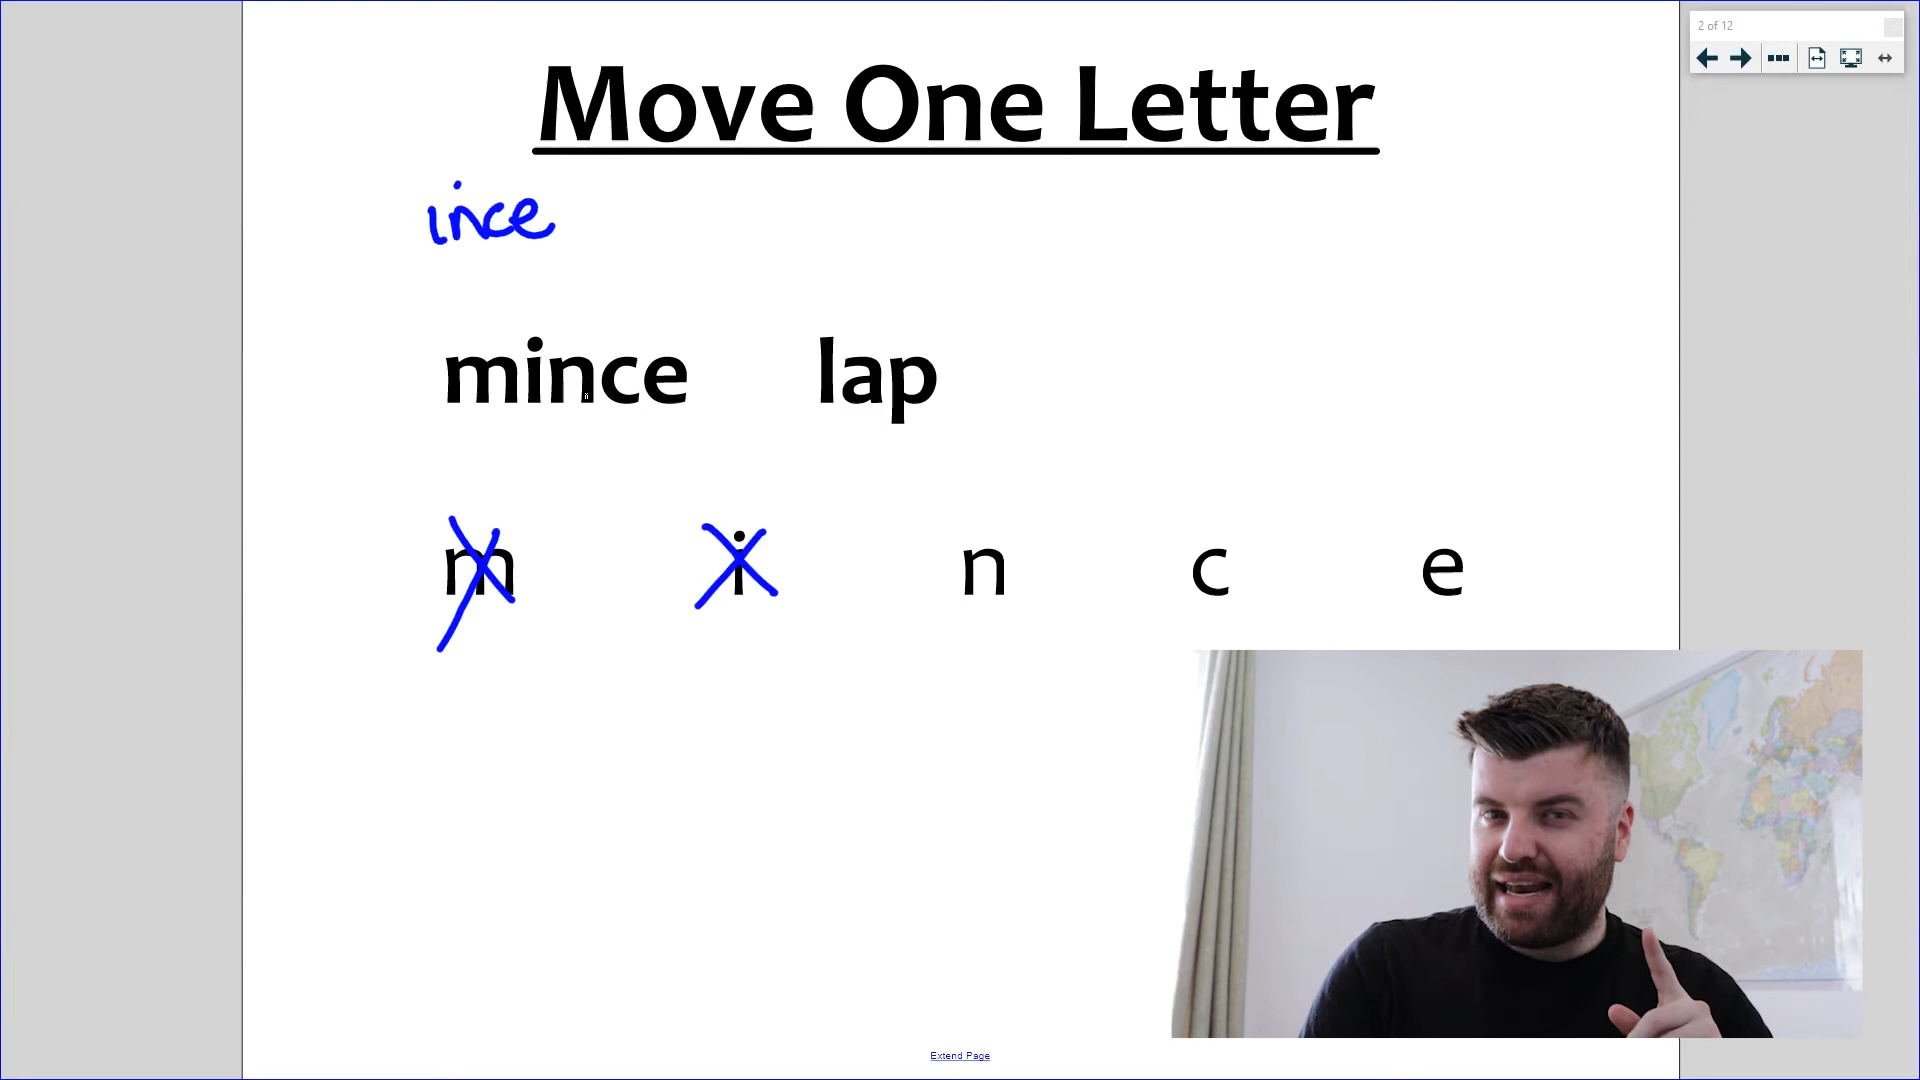 2 of 12
Move One Letter
ince
mince lap
m i n c e
Extend Page